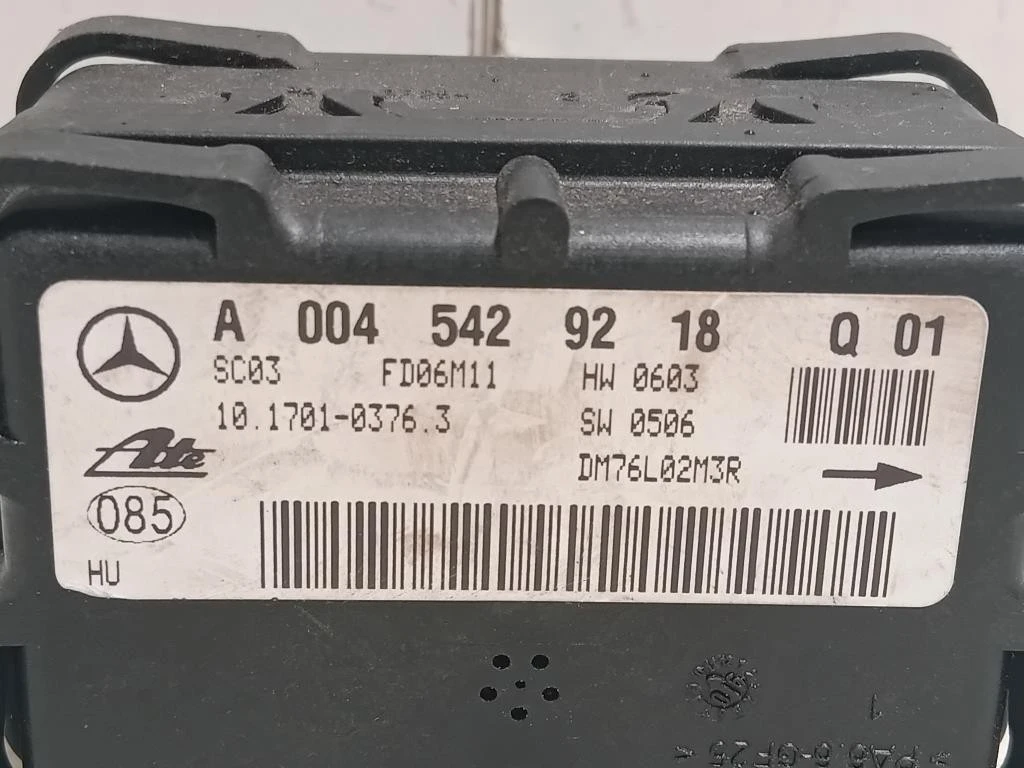 A 004 542 92 18 Q 01
SC03 FD06M11 HW 0603
10.1701-0376.3 SW 0506
Ate DM76L02M3R
085
HU
1